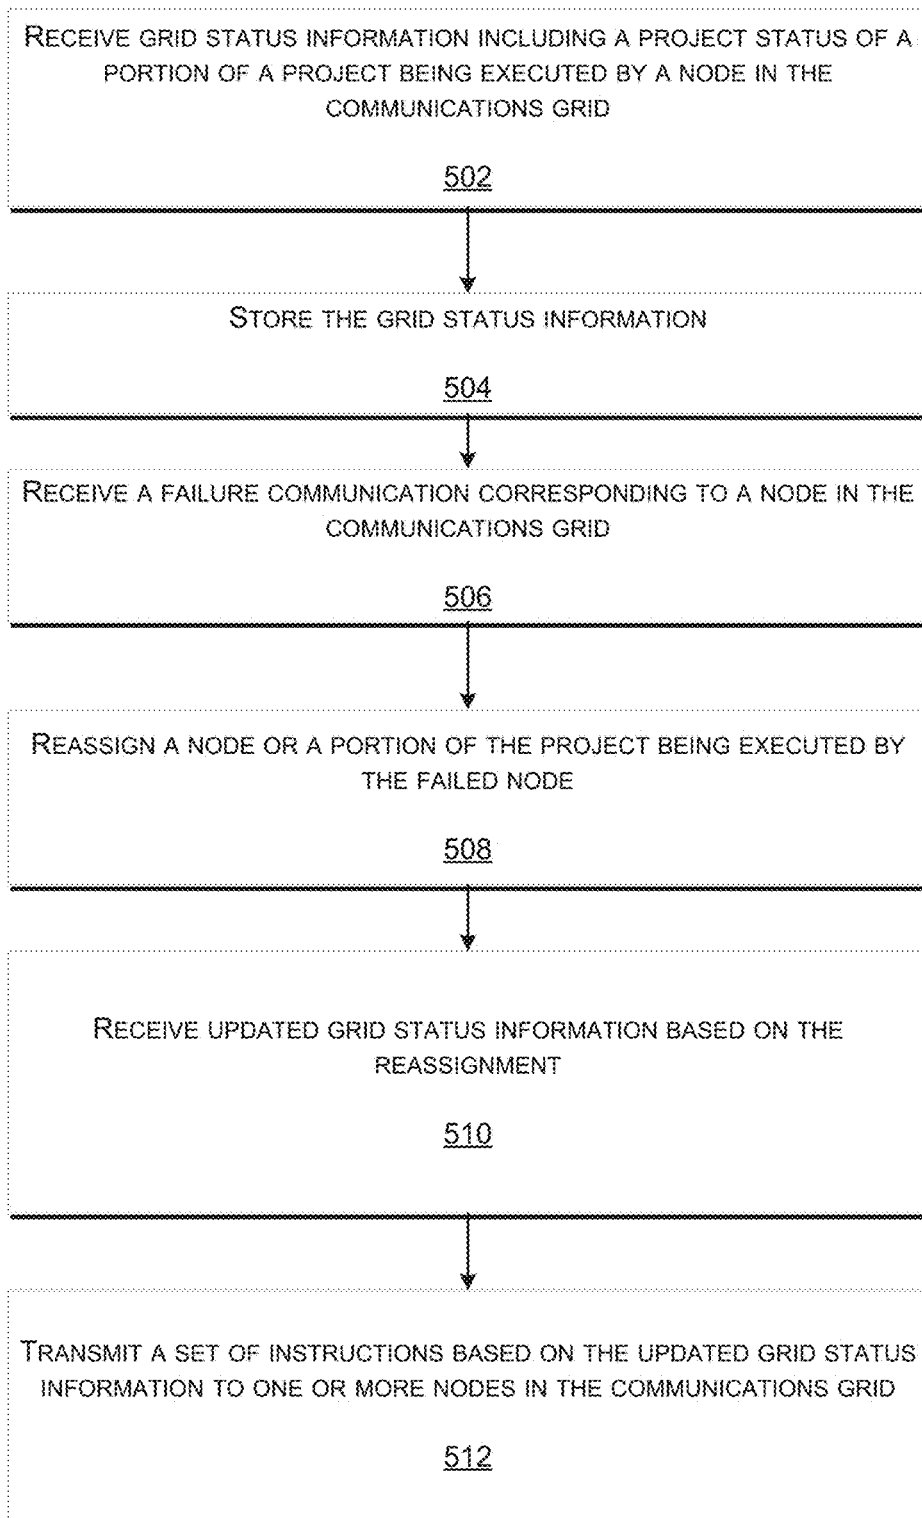 RECEIVE GRID STATUS INFORMATION INCLUDING A PROJECT STATUS OF A
PORTION OF A PROJECT BEING EXECUTED BY A NODE IN THE
COMMUNICATIONS GRID
502
STORE THE GRID STATUS INFORMATION
504
RECEIVE A FAILURE COMMUNICATION CORRESPONDING TO A NODE IN THE
COMMUNICATIONS GRID
506
REASSIGN A NODE OR A PORTION OF THE PROJECT BEING EXECUTED BY
THE FAILED NODE
508
RECEIVE UPDATED GRID STATUS INFORMATION BASED ON THE
REASSIGNMENT
510
TRANSMIT A SET OF INSTRUCTIONS BASED ON THE UPDATED GRID STATUS
INFORMATION TO ONE OR MORE NODES IN THE COMMUNICATIONS GRID
512